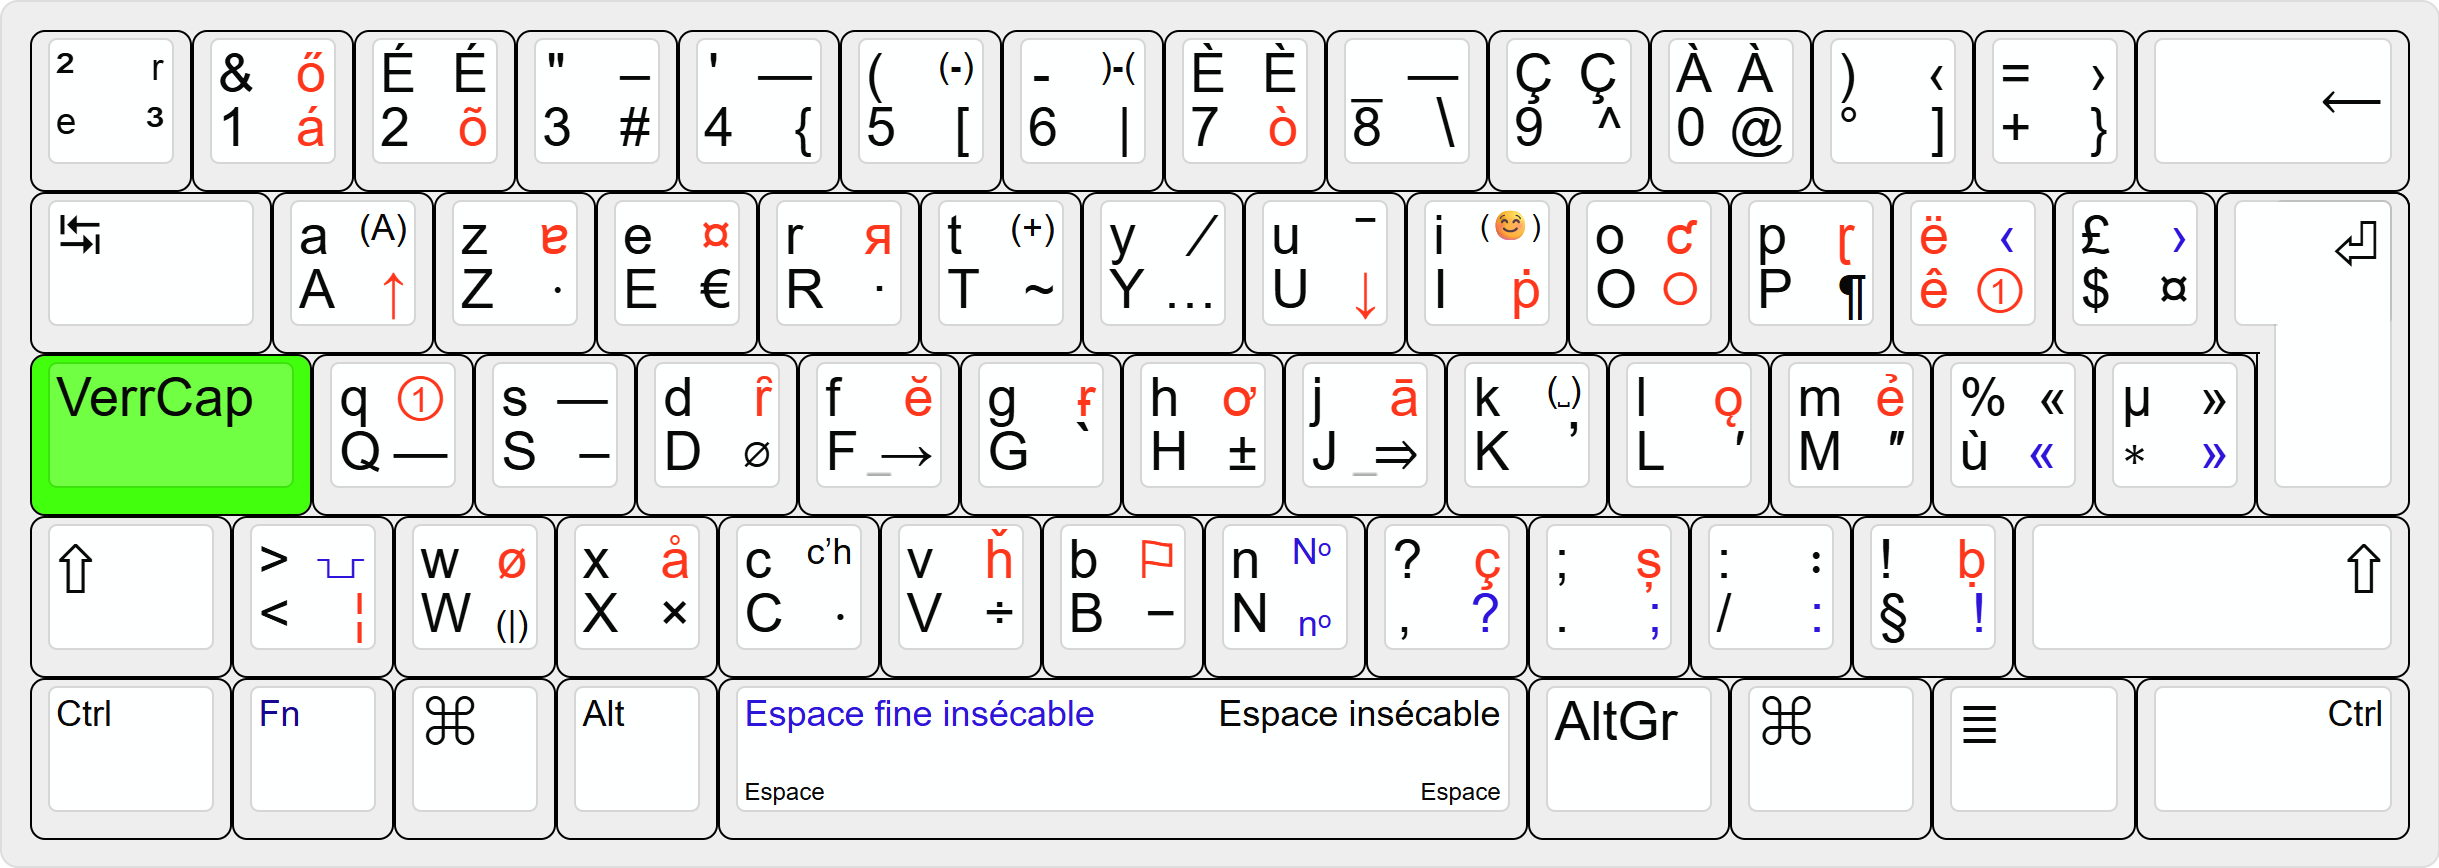 ² r & ő É É " – ' — ( (-) - )-( È È — Ç Ç À À ) ‹ = › ←
e ³ 1 á 2 õ 3 # 4 { 5 [ 6 | 7 ò _ 8 \ 9 ^ 0 @ ° ] + }
a (A) z ɐ e ¤ r ᴙ t (+) y ⁄ u ¯ i (😊) o ƈ p ɽ ë ‹ £ ›
A ↑ Z · E € R · T ~ Y … U ↓ I ṗ O ○ P ¶ ê ① $ ¤
VerrCap q ① s — d ȓ f ĕ g ꞧ h ơ j ā k (⎵) l ǫ m ẻ % « µ »
Q — S – D ∅ F _→ G ` H ± J _⇒ K ’ L ′ M ″ ù « * »
⇧ > w ø x å c c’h v ȟ b ⚐ n Nº ? ç ; ș : : ! ḅ ⇧
< ¦ W (|) X × C · V ÷ B − N nº , ? . ; / : § !
Ctrl Fn ⌘ Alt Espace fine insécable Espace insécable AltGr ⌘ Ctrl
Espace Espace